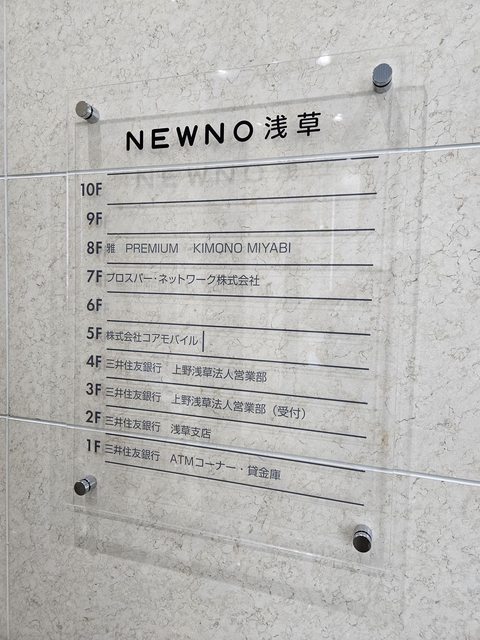 NEWNO 浅草
10F
9F
8F 雅 PREMIUM KIMONO MIYABI
7F プロスパー・ネットワーク株式会社
6F
5F 株式会社コアモバイル
4F 三井住友銀行 上野浅草法人営業部
3F 三井住友銀行 上野浅草法人営業部（受付）
2F 三井住友銀行 浅草支店
1F 三井住友銀行 ATMコーナー・貸金庫